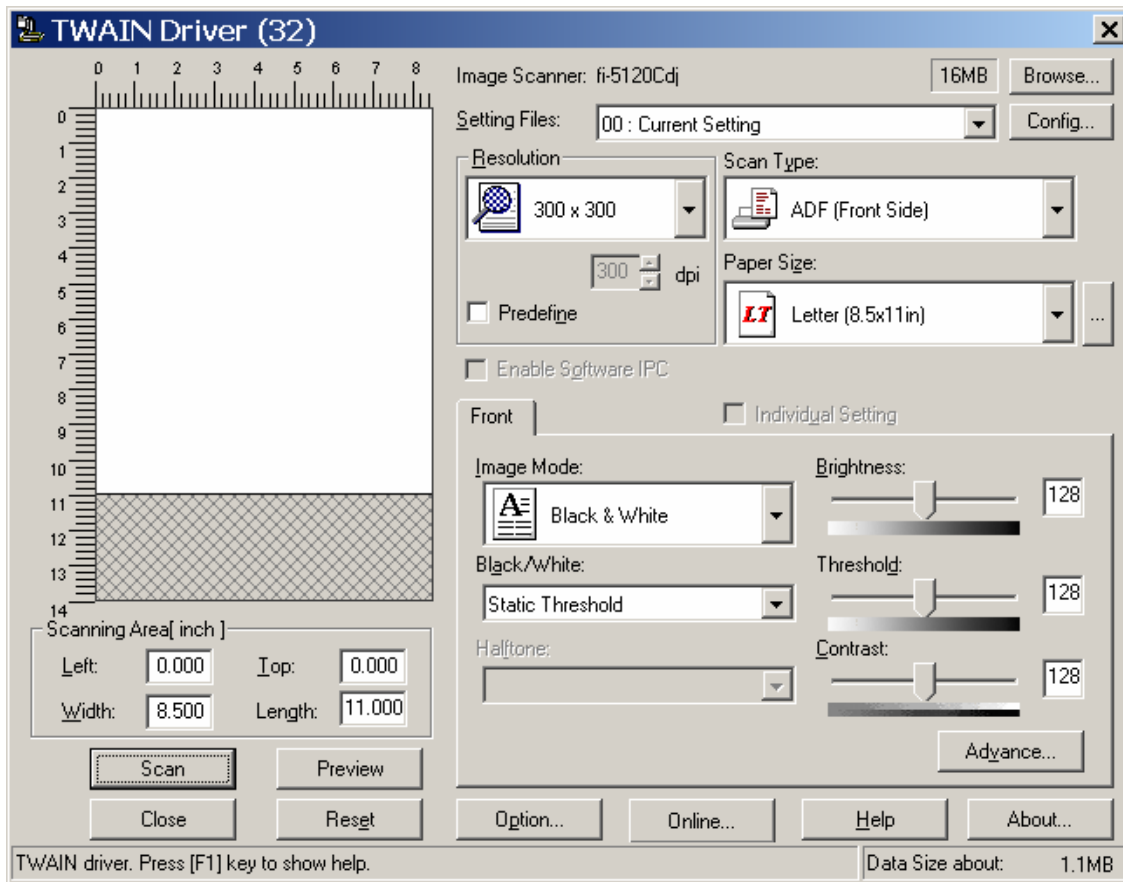 TWAIN Driver (32)
0 1 2 3 4 5 6 7 8
0
1
2
3
4
5
6
7
8
9
10
11
12
13
14
Image Scanner: fi-5120Cdj 16MB Browse...
Setting Files: 00 : Current Setting Config...
Resolution
300 x 300
300 dpi
Predefine
Scan Type:
ADF (Front Side)
Paper Size:
LT Letter (8.5x11in) ...
Enable Software IPC
Front
Individual Setting
Image Mode:
A Black & White
Black/White:
Static Threshold
Halftone:
Brightness:
128
Threshold:
128
Contrast:
128
Advance...
Scanning Area[ inch ]
Left: 0.000 Top: 0.000
Width: 8.500 Length: 11.000
Scan Preview
Close Reset
Option... Online... Help About...
TWAIN driver. Press [F1] key to show help. Data Size about: 1.1MB